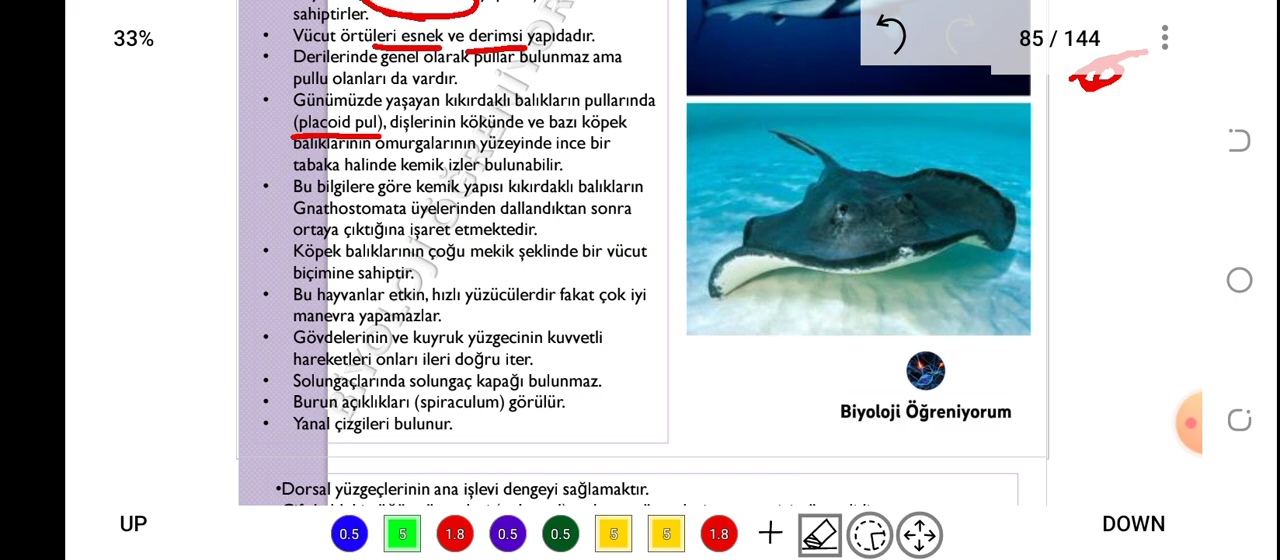 33%
85 / 144
sahiptirler.
• Vücut örtüleri esnek ve derimsi yapıdadır.
• Derilerinde genel olarak pullar bulunmaz ama
pullu olanları da vardır.
• Günümüzde yaşayan kıkırdaklı balıkların pullarında
(placoid pul), dişlerinin kökünde ve bazı köpek
balıklarının omurgalarının yüzeyinde ince bir
tabaka halinde kemik izler bulunabilir.
• Bu bilgilere göre kemik yapısı kıkırdaklı balıkların
Gnathostomata üyelerinden dallandıktan sonra
ortaya çıktığına işaret etmektedir.
• Köpek balıklarının çoğu mekik şeklinde bir vücut
biçimine sahiptir.
• Bu hayvanlar etkin, hızlı yüzücülerdir fakat çok iyi
manevra yapamazlar.
• Gövdelerinin ve kuyruk yüzgecinin kuvvetli
hareketleri onları ileri doğru iter.
• Solungaçlarında solungaç kapağı bulunmaz.
• Burun açıklıkları (spiraculum) görülür.
• Yanal çizgileri bulunur.
BİYOLOJİ ÖĞRENİYOR
Biyoloji Öğreniyorum
•Dorsal yüzgeçlerinin ana işlevi dengeyi sağlamaktır.
UP
0.5
5
1.8
0.5
0.5
5
5
1.8
DOWN